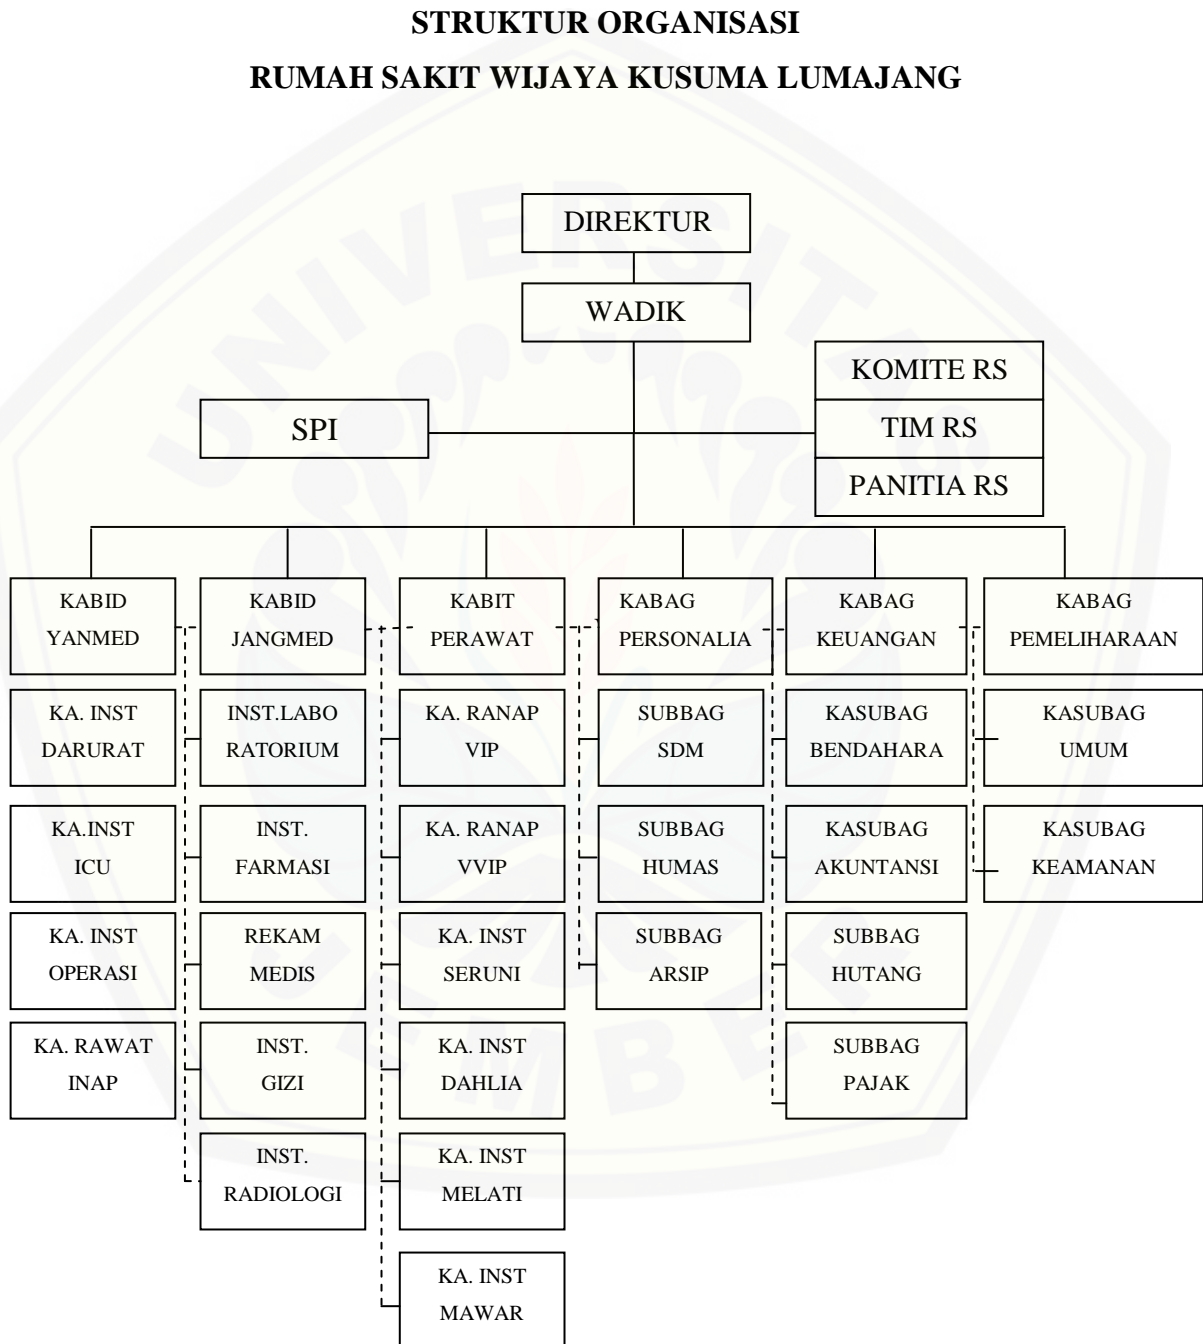 STRUKTUR ORGANISASI
RUMAH SAKIT WIJAYA KUSUMA LUMAJANG
UNIVERSITAS
JEMBER
DIREKTUR
WADIK
KOMITE RS
SPI
TIM RS
PANITIA RS
KABID
YANMED
KABID
JANGMED
KABIT
PERAWAT
KABAG
PERSONALIA
KABAG
KEUANGAN
KABAG
PEMELIHARAAN
KA. INST
DARURAT
INST.LABO
RATORIUM
KA. RANAP
VIP
SUBBAG
SDM
KASUBAG
BENDAHARA
KASUBAG
UMUM
KA.INST
ICU
INST.
FARMASI
KA. RANAP
VVIP
SUBBAG
HUMAS
KASUBAG
AKUNTANSI
KASUBAG
KEAMANAN
KA. INST
OPERASI
REKAM
MEDIS
KA. INST
SERUNI
SUBBAG
ARSIP
SUBBAG
HUTANG
KA. RAWAT
INAP
INST.
GIZI
KA. INST
DAHLIA
SUBBAG
PAJAK
INST.
RADIOLOGI
KA. INST
MELATI
KA. INST
MAWAR